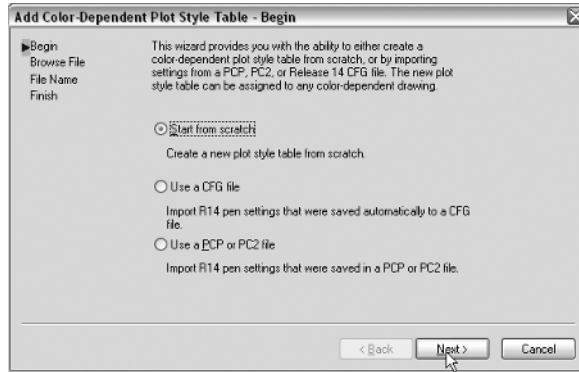 Add Color-Dependent Plot Style Table - Begin
Begin
Browse File
File Name
Finish
This wizard provides you with the ability to either create a
color-dependent plot style table from scratch, or by importing
settings from a PCP, PC2, or Release 14 CFG file. The new plot
style table can be assigned to any color-dependent drawing.
Start from scratch
Create a new plot style table from scratch.
Use a CFG file
Import R14 pen settings that were saved automatically to a CFG
file.
Use a PCP or PC2 file
Import R14 pen settings that were saved in a PCP or PC2 file.
< Back
Next >
Cancel